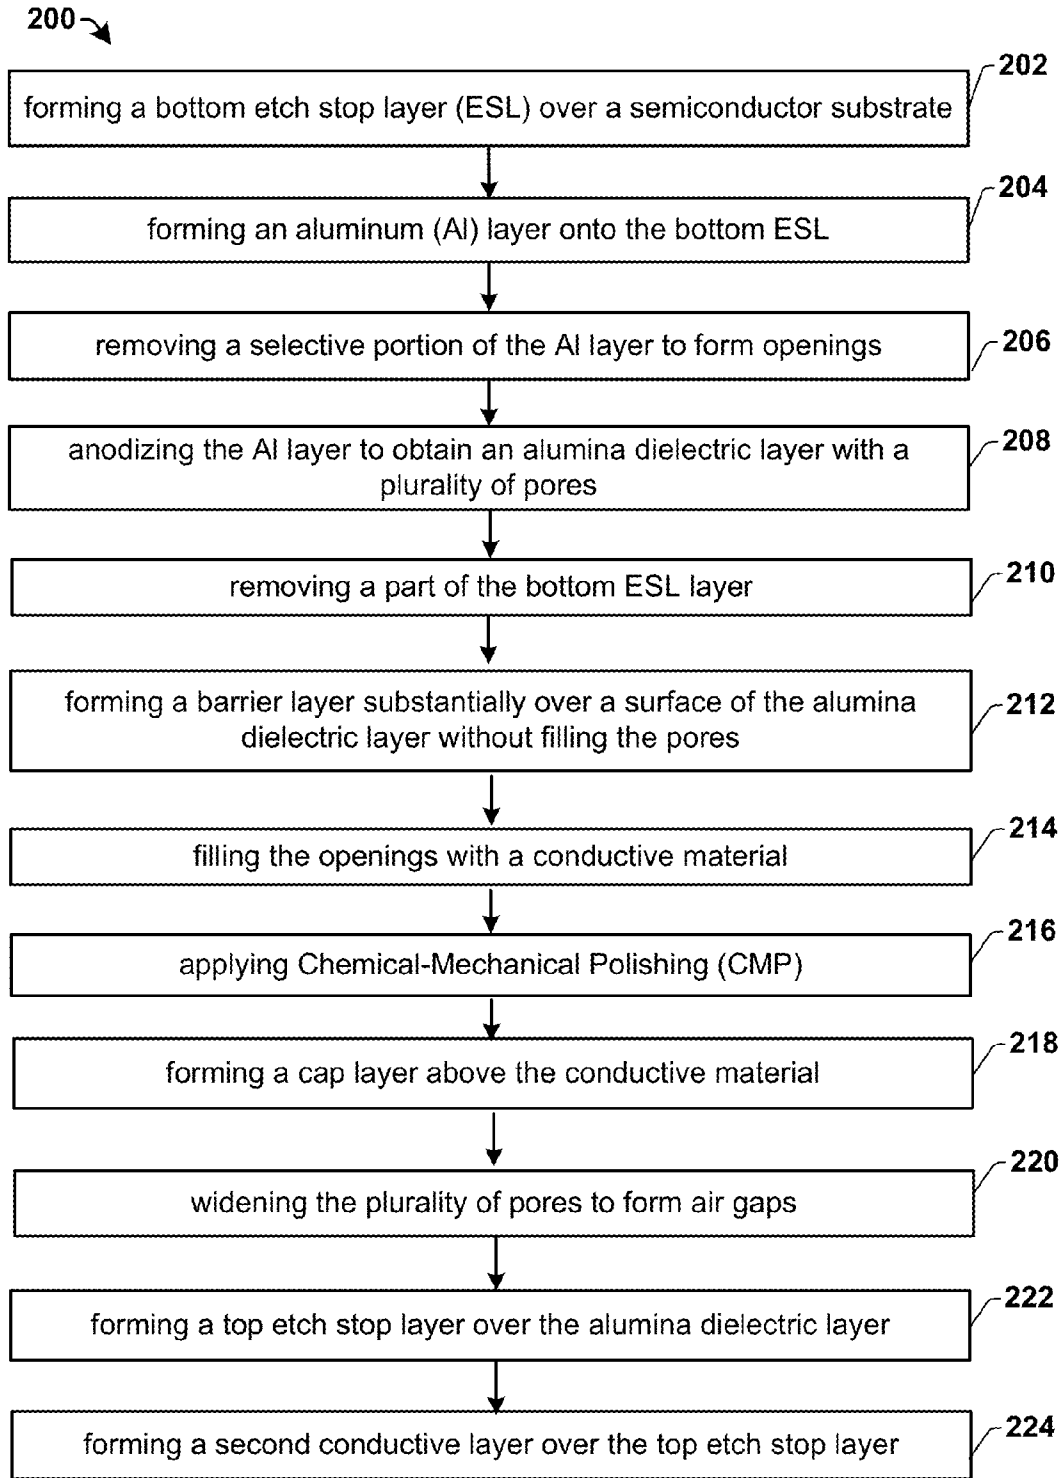 200
202
forming a bottom etch stop layer (ESL) over a semiconductor substrate
204
forming an aluminum (Al) layer onto the bottom ESL
removing a selective portion of the Al layer to form openings
206
anodizing the Al layer to obtain an alumina dielectric layer with a
plurality of pores
208
removing a part of the bottom ESL layer
210
forming a barrier layer substantially over a surface of the alumina
dielectric layer without filling the pores
212
214
filling the openings with a conductive material
216
applying Chemical-Mechanical Polishing (CMP)
218
forming a cap layer above the conductive material
220
widening the plurality of pores to form air gaps
222
forming a top etch stop layer over the alumina dielectric layer
forming a second conductive layer over the top etch stop layer
224